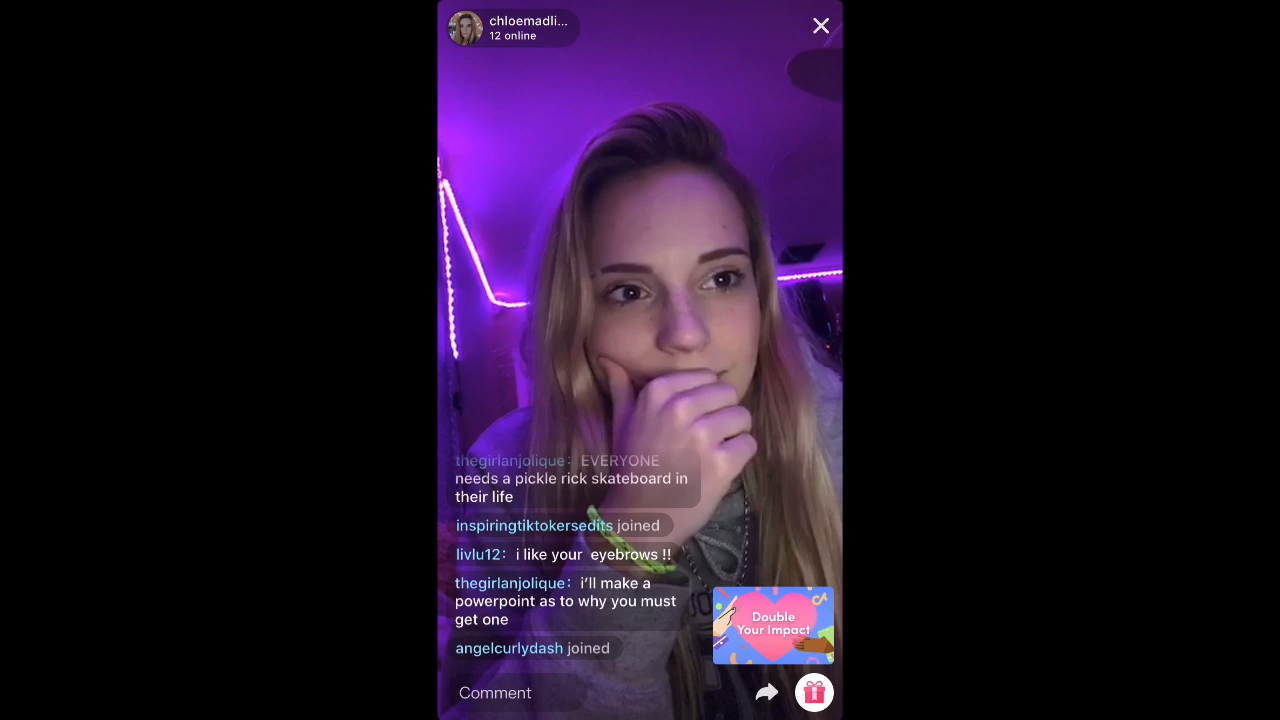 chloemadli...
12 online
thegirlanjolique: EVERYONE
needs a pickle rick skateboard in
their life
inspiringtiktokersedits joined
livlu12: i like your eyebrows !!
thegirlanjolique: i'll make a
powerpoint as to why you must
get one
angelcurlydash joined
Double
Your Impact
Comment